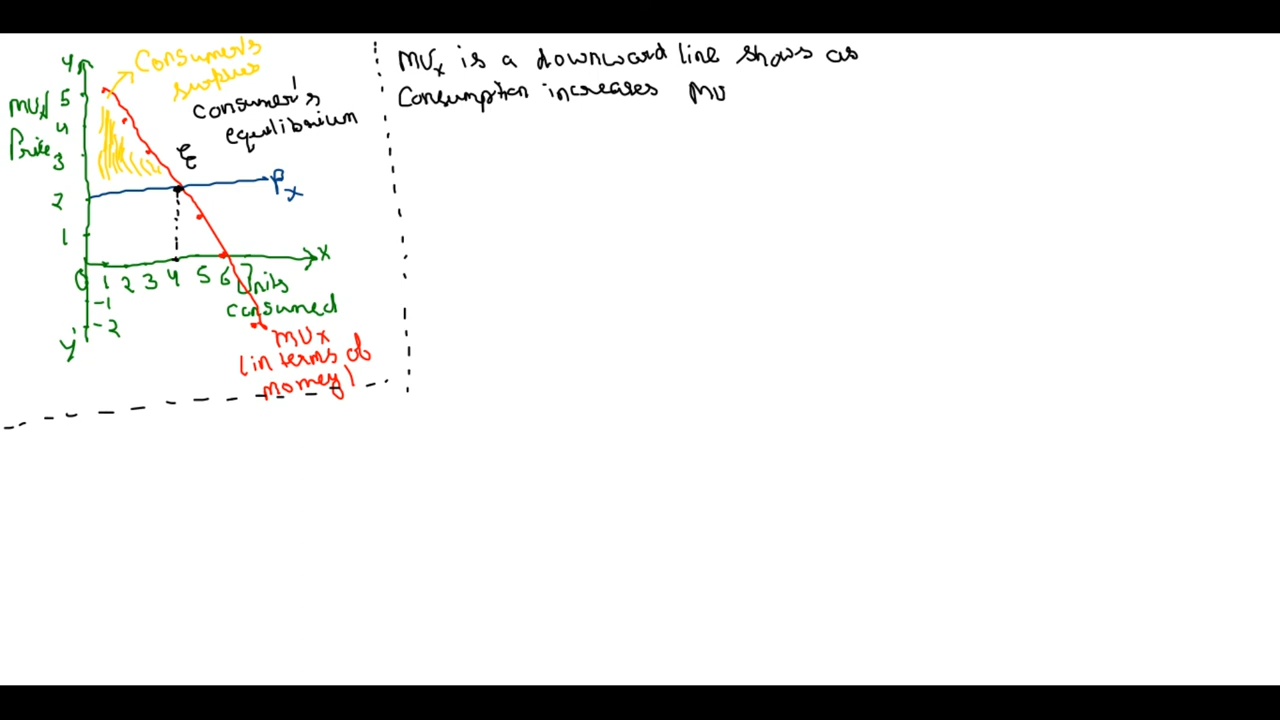 Y
MUx/
Price
5
4
3
2
1
0
1 2 3 4 5 6 7
-1
-2
Y'
X
Units
consumed
Consumer's
surplus
consumer's
equilibrium
E
Px
MUx
(in terms of
money)
MUx is a downward line shows as
Consumption increases MU